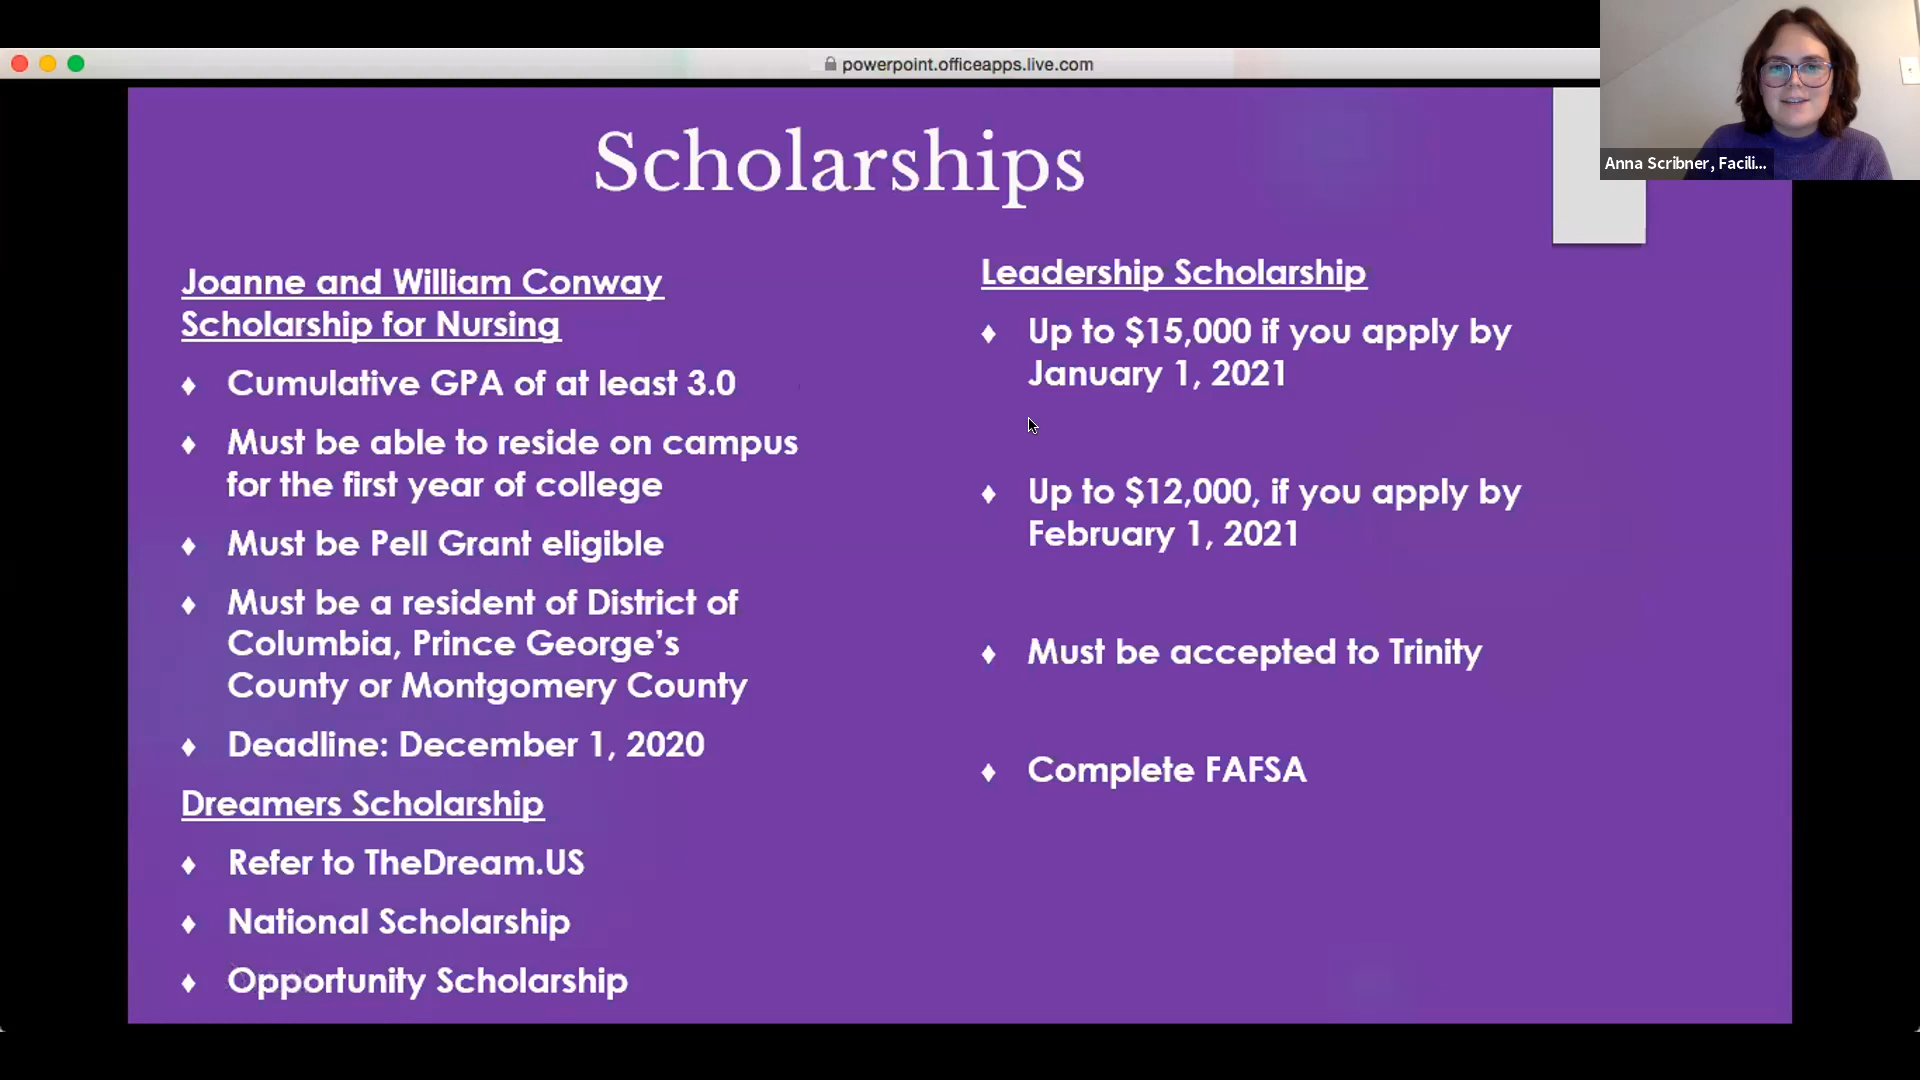 powerpoint.officeapps.live.com
Anna Scribner, Facili...
Scholarships
Joanne and William Conway
Scholarship for Nursing
♦ Cumulative GPA of at least 3.0
♦ Must be able to reside on campus
for the first year of college
♦ Must be Pell Grant eligible
♦ Must be a resident of District of
Columbia, Prince George’s
County or Montgomery County
♦ Deadline: December 1, 2020
Dreamers Scholarship
♦ Refer to TheDream.US
♦ National Scholarship
♦ Opportunity Scholarship
Leadership Scholarship
♦ Up to $15,000 if you apply by
January 1, 2021
♦ Up to $12,000, if you apply by
February 1, 2021
♦ Must be accepted to Trinity
♦ Complete FAFSA